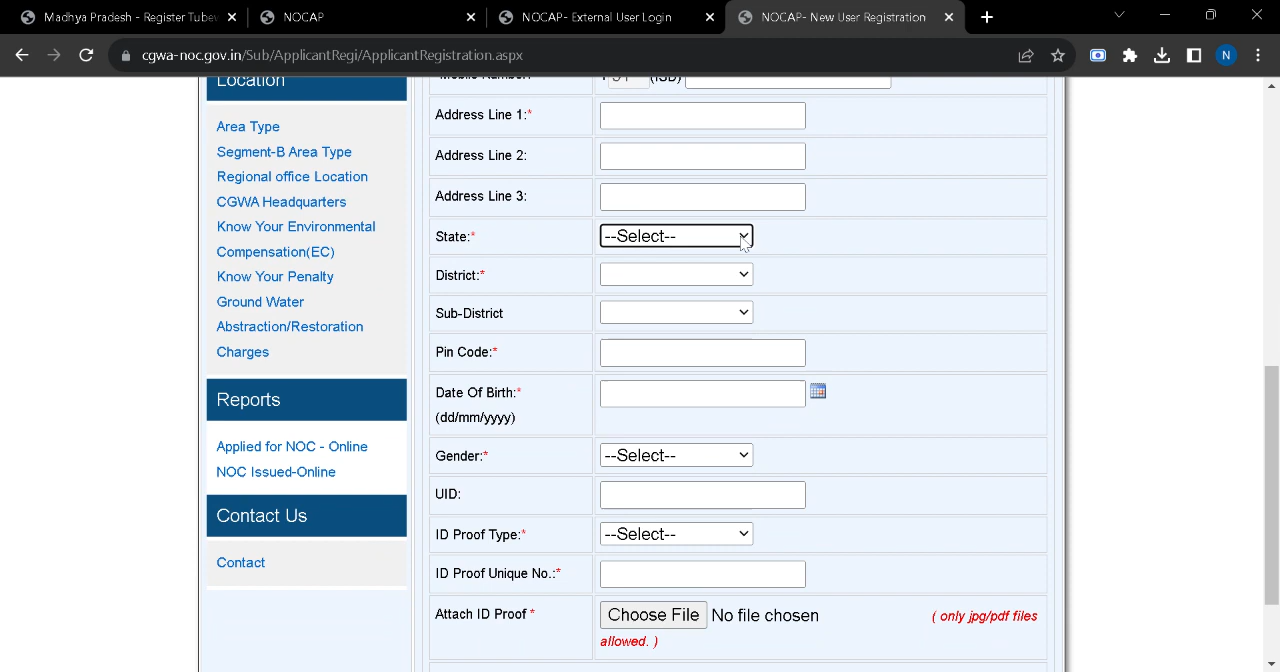 Madhya Pradesh - Register Tubew
NOCAP
NOCAP- External User Login
NOCAP- New User Registration
cgwa-noc.gov.in/Sub/ApplicantRegi/ApplicantRegistration.aspx
N
Location
Area Type
Segment-B Area Type
Regional office Location
CGWA Headquarters
Know Your Environmental
Compensation(EC)
Know Your Penalty
Ground Water
Abstraction/Restoration
Charges
Reports
Applied for NOC - Online
NOC Issued-Online
Contact Us
Contact
Address Line 1:*
Address Line 2:
Address Line 3:
State:* --Select--
District:*
Sub-District
Pin Code:*
Date Of Birth:*
(dd/mm/yyyy)
Gender:* --Select--
UID:
ID Proof Type:* --Select--
ID Proof Unique No.:*
Attach ID Proof * Choose File No file chosen ( only jpg/pdf files
allowed. )